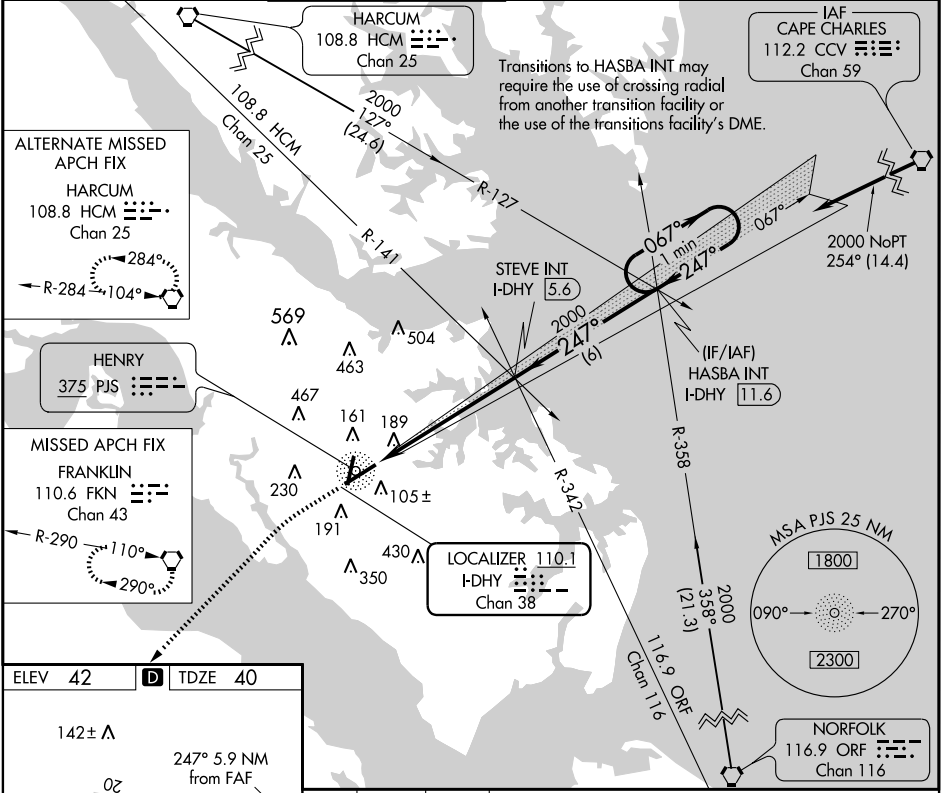 HARCUM
108.8 HCM
Chan 25
IAF
CAPE CHARLES
112.2 CCV
Chan 59
Transitions to HASBA INT may
require the use of crossing radial
from another transition facility or
the use of the transitions facility's DME.
2000
127°
(24.6)
108.8 HCM
Chan 25
R-127
R-141
ALTERNATE MISSED
APCH FIX
HARCUM
108.8 HCM
Chan 25
284°
R-284
104°
067°
1 min
247°
067°
2000 NoPT
254° (14.4)
STEVE INT
I-DHY 5.6
2000
247°
(6)
(IF/IAF)
HASBA INT
I-DHY 11.6
569
504
463
HENRY
375 PJS
467
161
189
230
105±
191
430
350
MISSED APCH FIX
FRANKLIN
110.6 FKN
Chan 43
R-290
110°
290°
LOCALIZER 110.1
I-DHY
Chan 38
R-358
R-342
2000
358°
(21.3)
116.9 ORF
Chan 116
MSA PJS 25 NM
1800
090°
270°
2300
NORFOLK
116.9 ORF
Chan 116
ELEV 42
D
TDZE 40
142±
247° 5.9 NM
from FAF
20